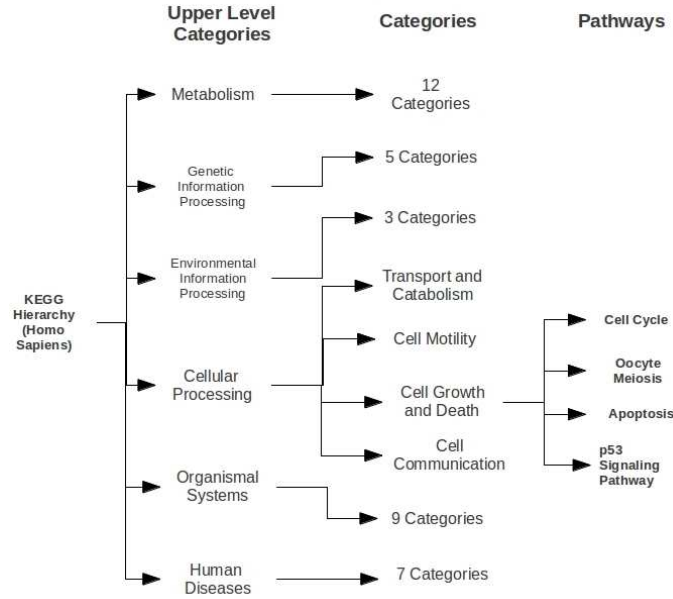 Upper Level
Categories
Categories
Pathways
Metabolism
12
Categories
Genetic
Information
Processing
5 Categories
Environmental
Information
Processing
3 Categories
KEGG
Hierarchy
(Homo
Sapiens)
Cellular
Processing
Transport and
Catabolism
Cell Motility
Cell Growth
and Death
Cell
Communication
Cell Cycle
Oocyte
Meiosis
Apoptosis
p53
Signaling
Pathway
Organismal
Systems
9 Categories
Human
Diseases
7 Categories